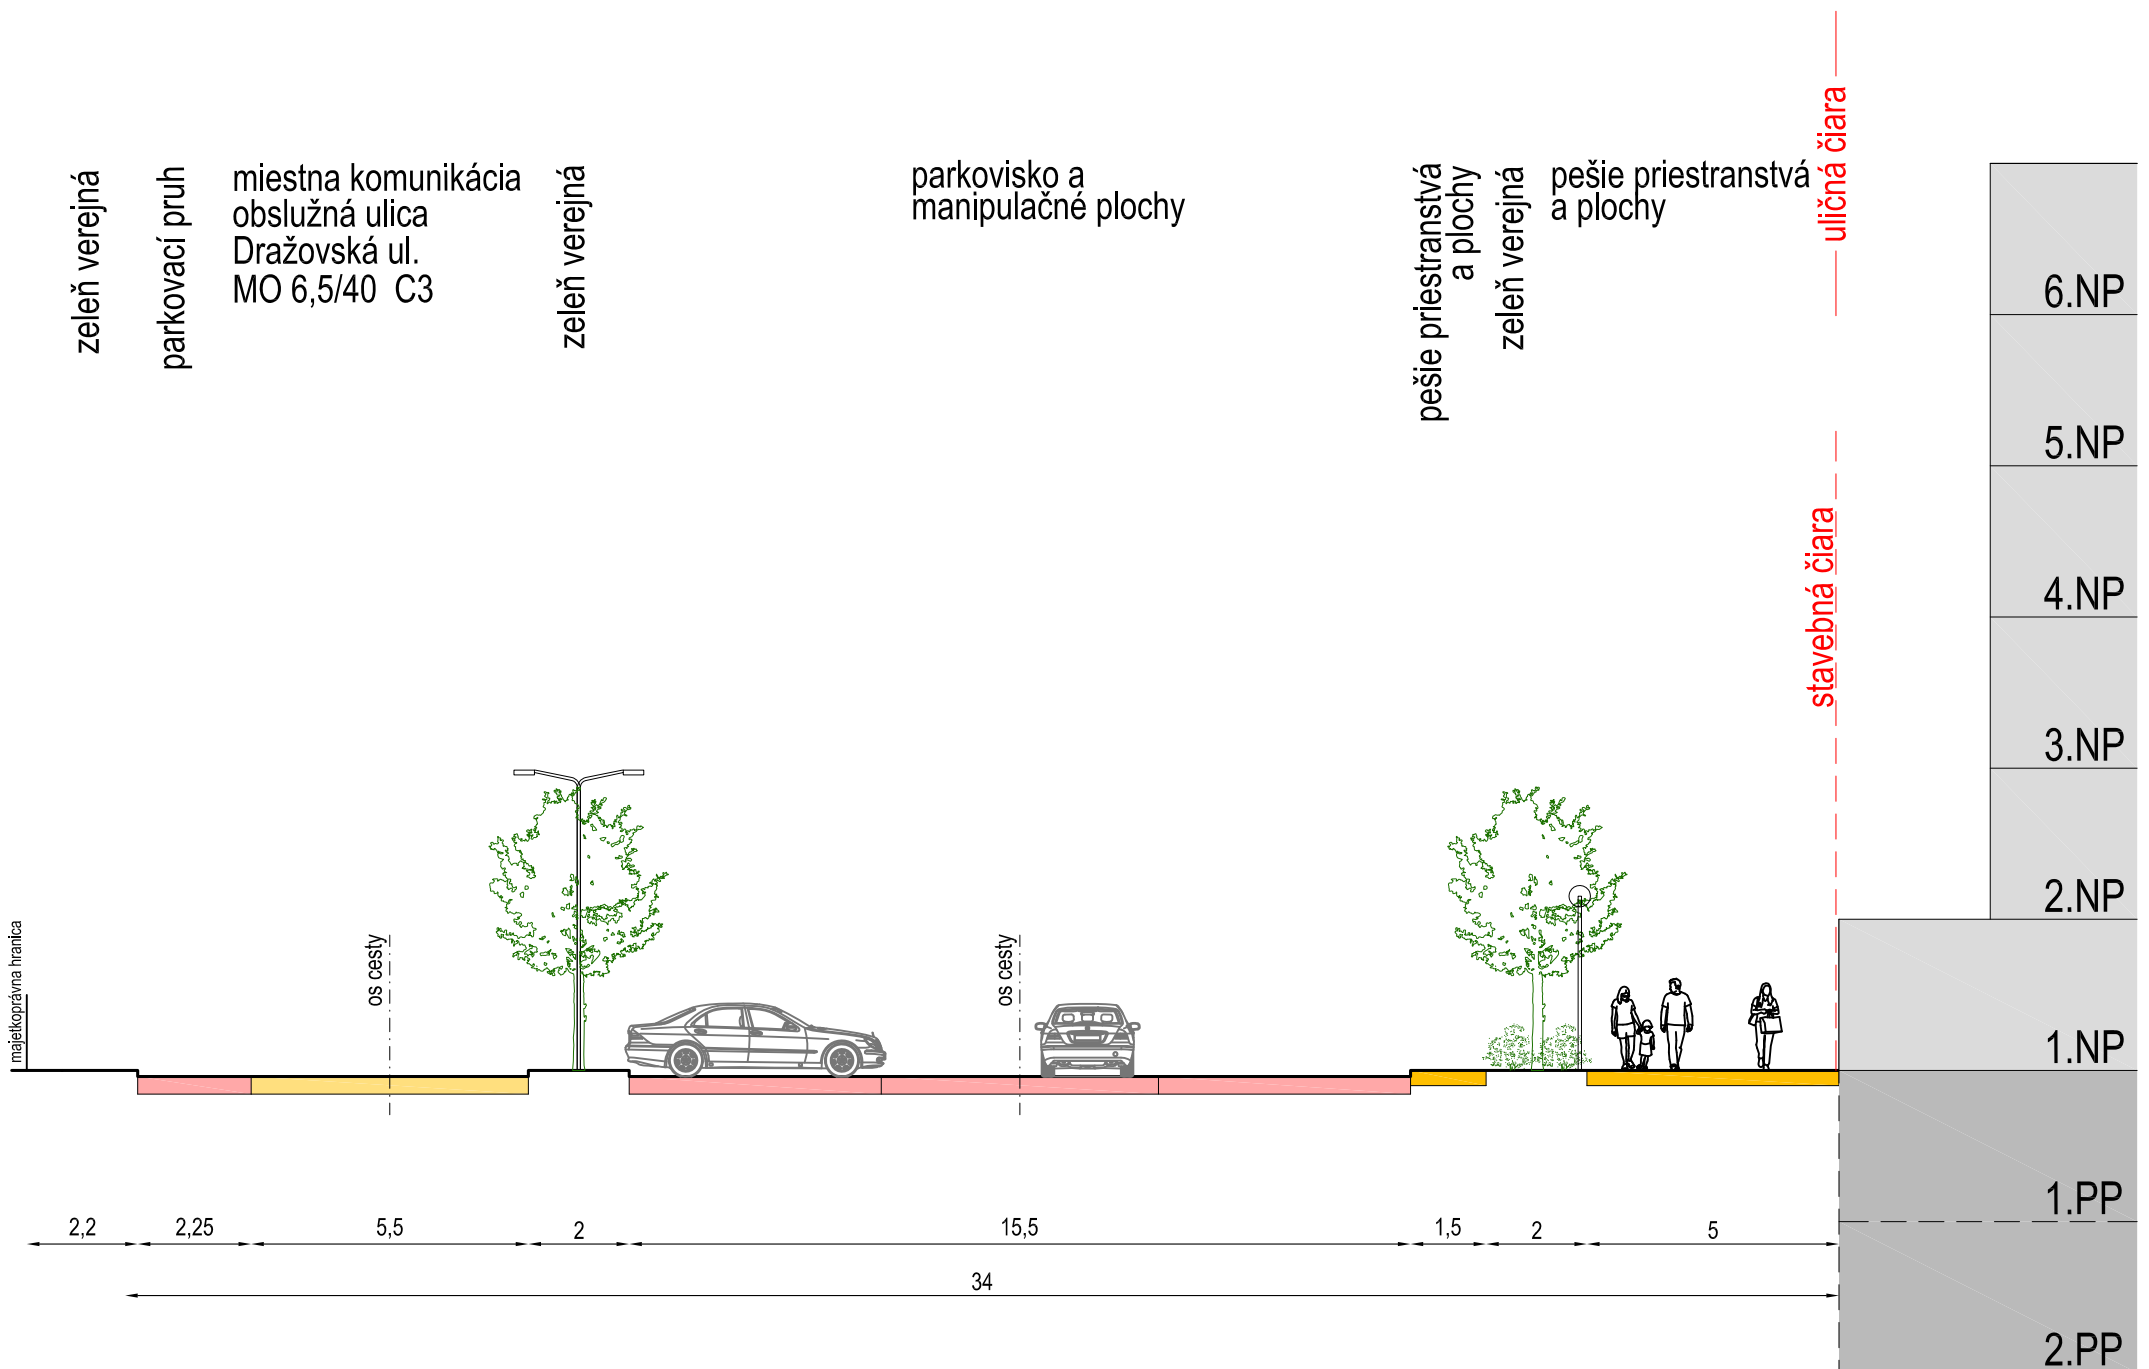 zeleň verejná
parkovací pruh
miestna komunikácia
obslužná ulica
Dražovská ul.
MO 6,5/40 C3
zeleň verejná
parkovisko a
manipulačné plochy
pešie priestranstvá
a plochy
zeleň verejná
pešie priestranstvá
a plochy
uličná čiara
stavebná čiara
6.NP
5.NP
4.NP
3.NP
2.NP
1.NP
1.PP
2.PP
majetkoprávna hranica
os cesty
os cesty
2,2
2,25
5,5
2
15,5
1,5
2
5
34